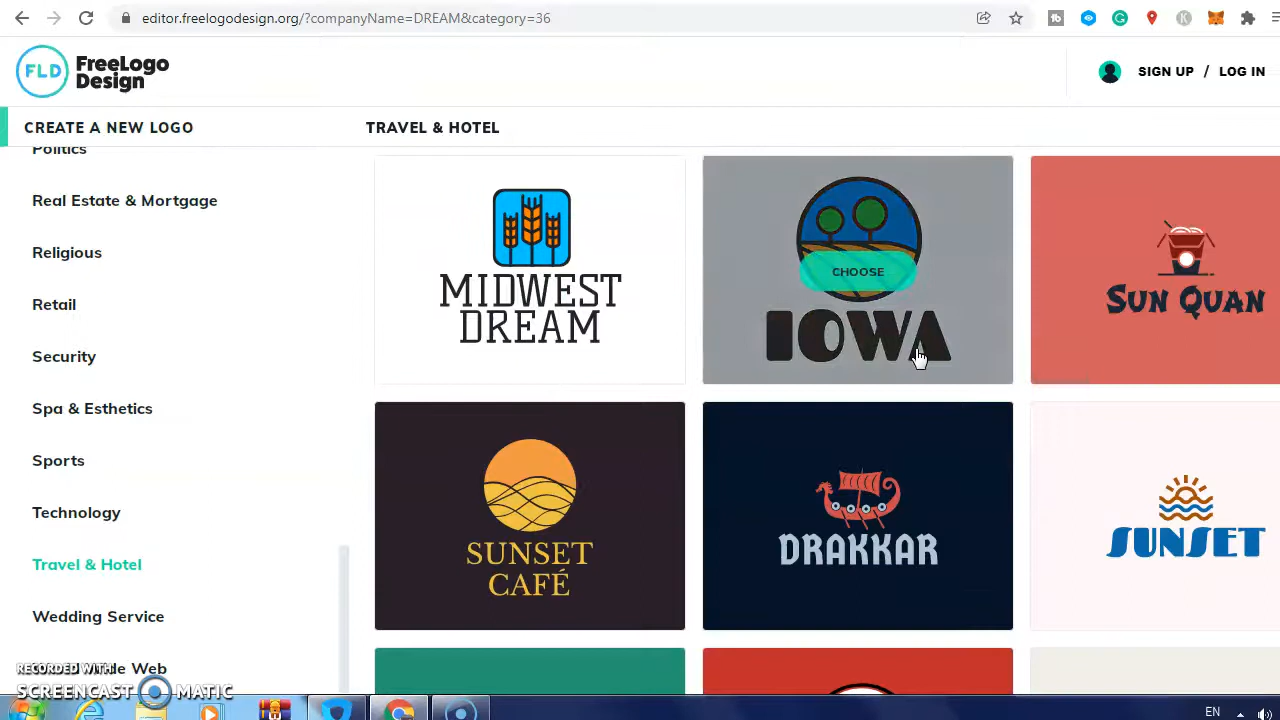 editor.freelogodesign.org/?companyName=DREAM&category=36
FLD
FreeLogo
Design
SIGN UP / LOG IN
CREATE A NEW LOGO
TRAVEL & HOTEL
Politics
Real Estate & Mortgage
Religious
Retail
Security
Spa & Esthetics
Sports
Technology
Travel & Hotel
Wedding Service
Web
MIDWEST
DREAM
CHOOSE
IOWA
SUN QUAN
SUNSET
CAFÉ
DRAKKAR
SUNSET
RECORDED WITH
SCREENCAST MATIC
EN